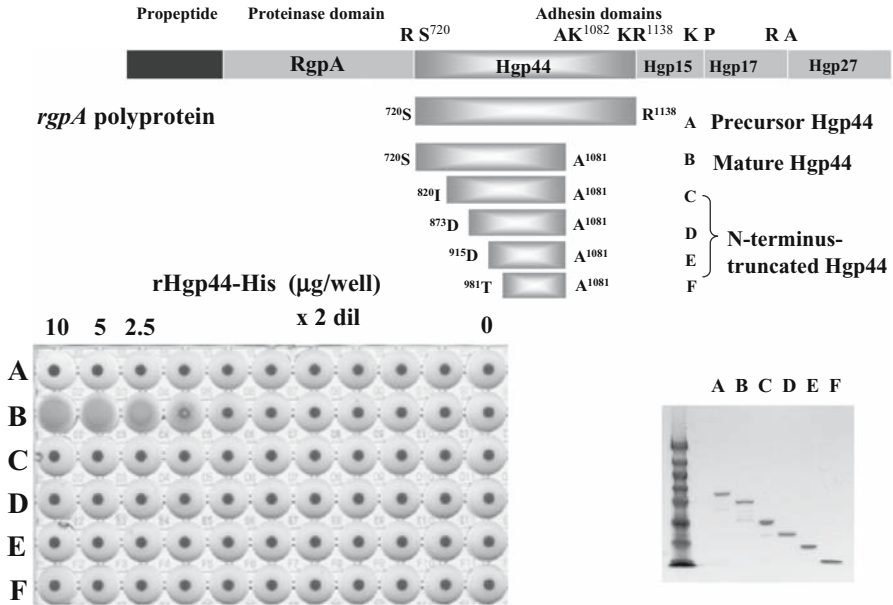 Propeptide Proteinase domain Adhesin domains
R S720 AK1082 KR1138 K P R A
RgpA Hgp44 Hgp15 Hgp17 Hgp27
rgpA polyprotein
720S R1138 A Precursor Hgp44
720S A1081 B Mature Hgp44
820I A1081 C
873D A1081 D
915D A1081 E
981T A1081 F
N-terminus-
truncated Hgp44
rHgp44-His (μg/well)
x 2 dil
10 5 2.5 0
A
B
C
D
E
F
A B C D E F